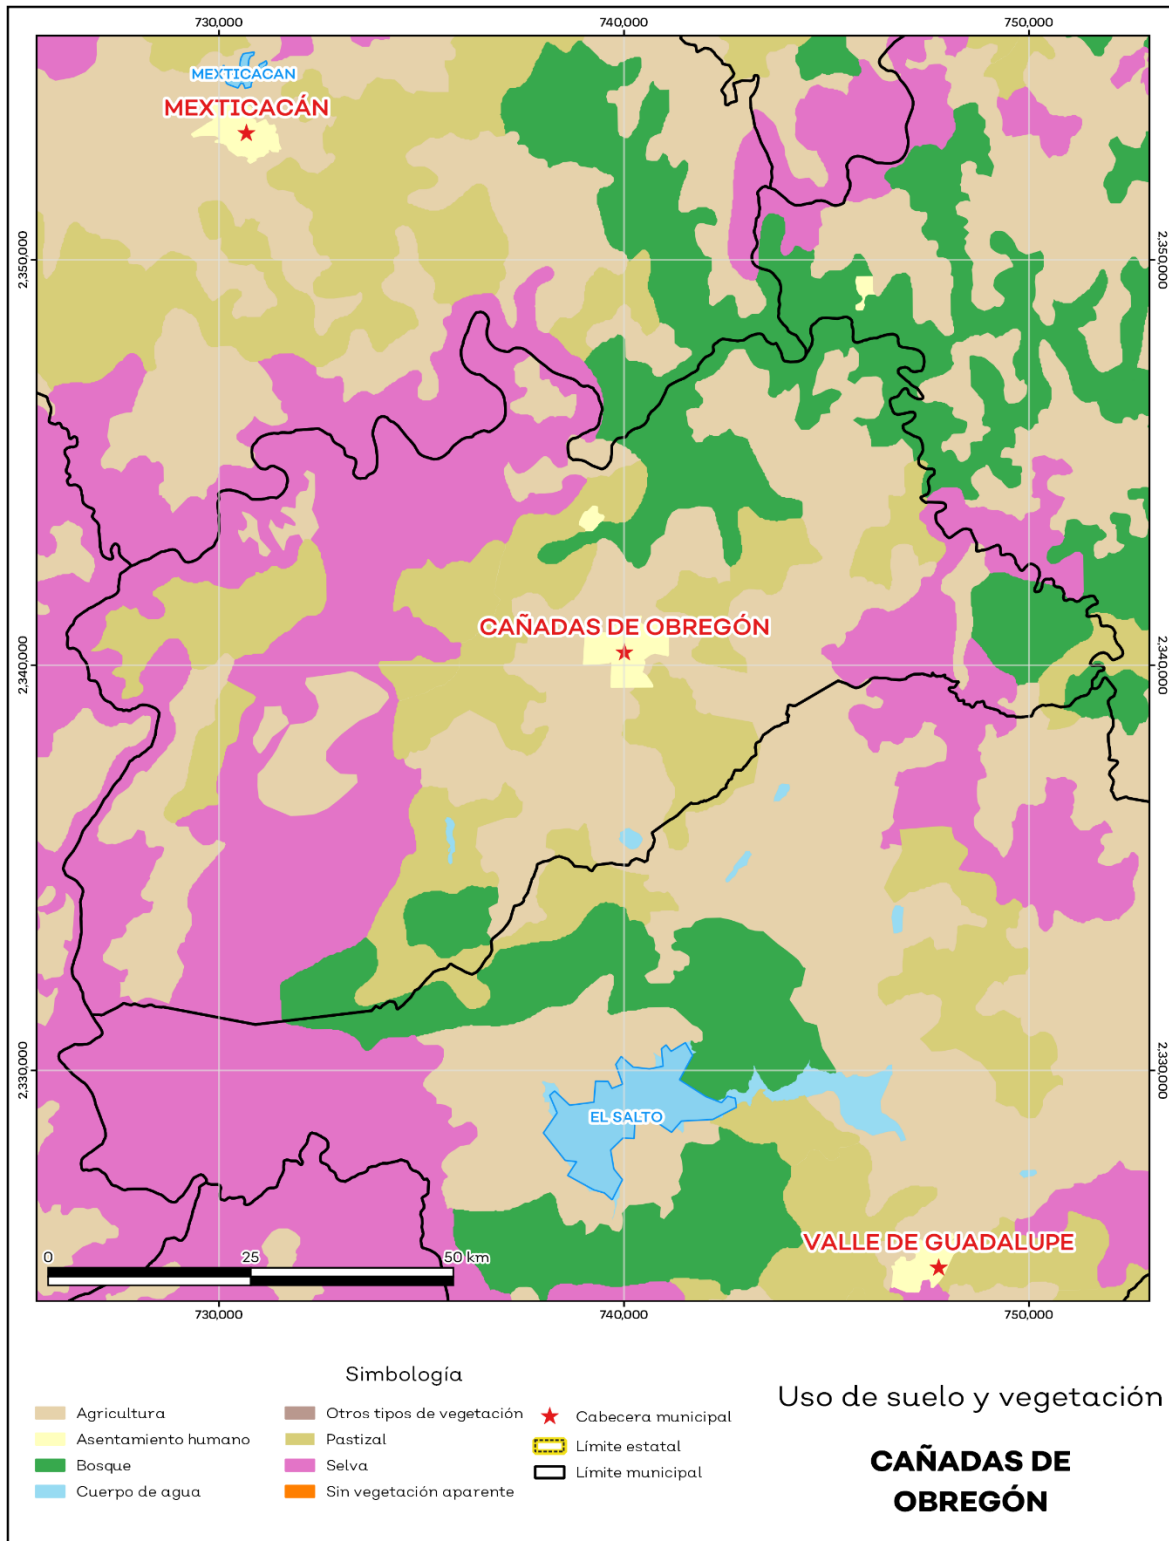 730,000
740,000
750,000
MEXTICACAN
MEXTICACÁN
2,350,000
2,350,000
CAÑADAS DE OBREGÓN
2,340,000
2,340,000
2,330,000
2,330,000
EL SALTO
VALLE DE GUADALUPE
0
25
50 km
730,000
740,000
750,000
Simbología
Agricultura
Asentamiento humano
Bosque
Cuerpo de agua
Otros tipos de vegetación
Pastizal
Selva
Sin vegetación aparente
Cabecera municipal
Límite estatal
Límite municipal
Uso de suelo y vegetación
CAÑADAS DE
OBREGÓN